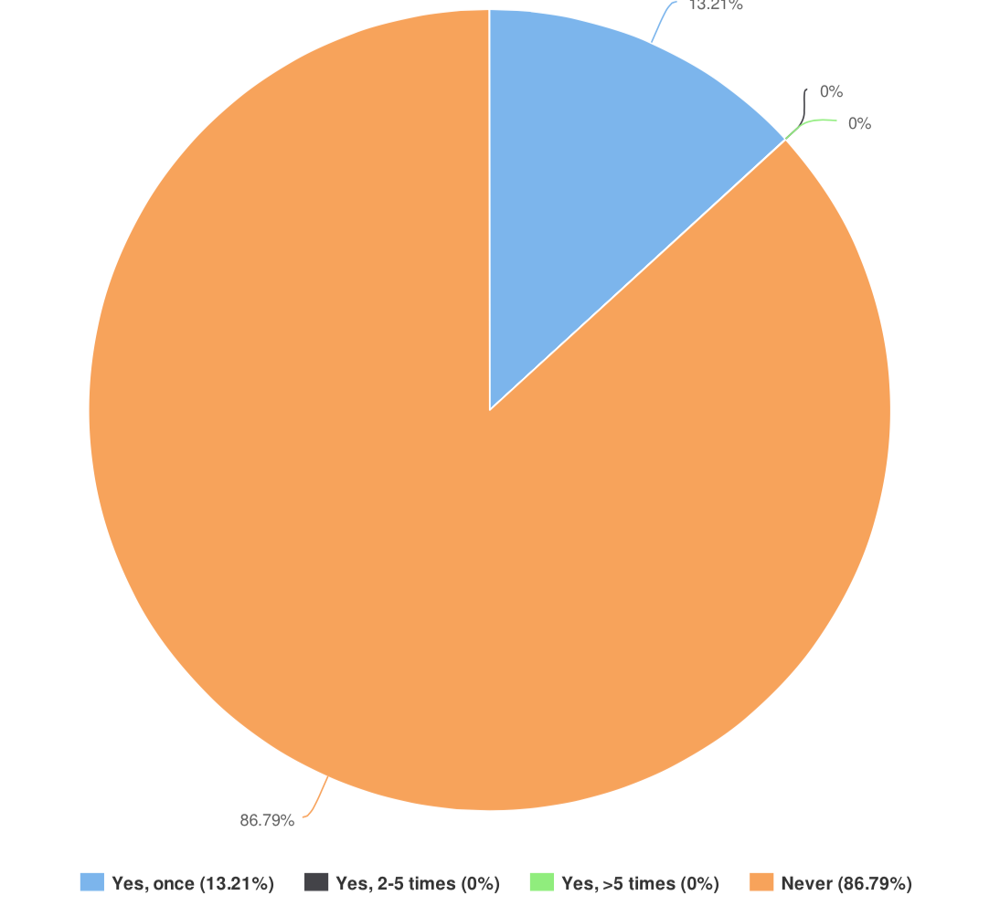 13.21%
0%
0%
86.79%
Yes, once (13.21%) Yes, 2-5 times (0%) Yes, >5 times (0%) Never (86.79%)